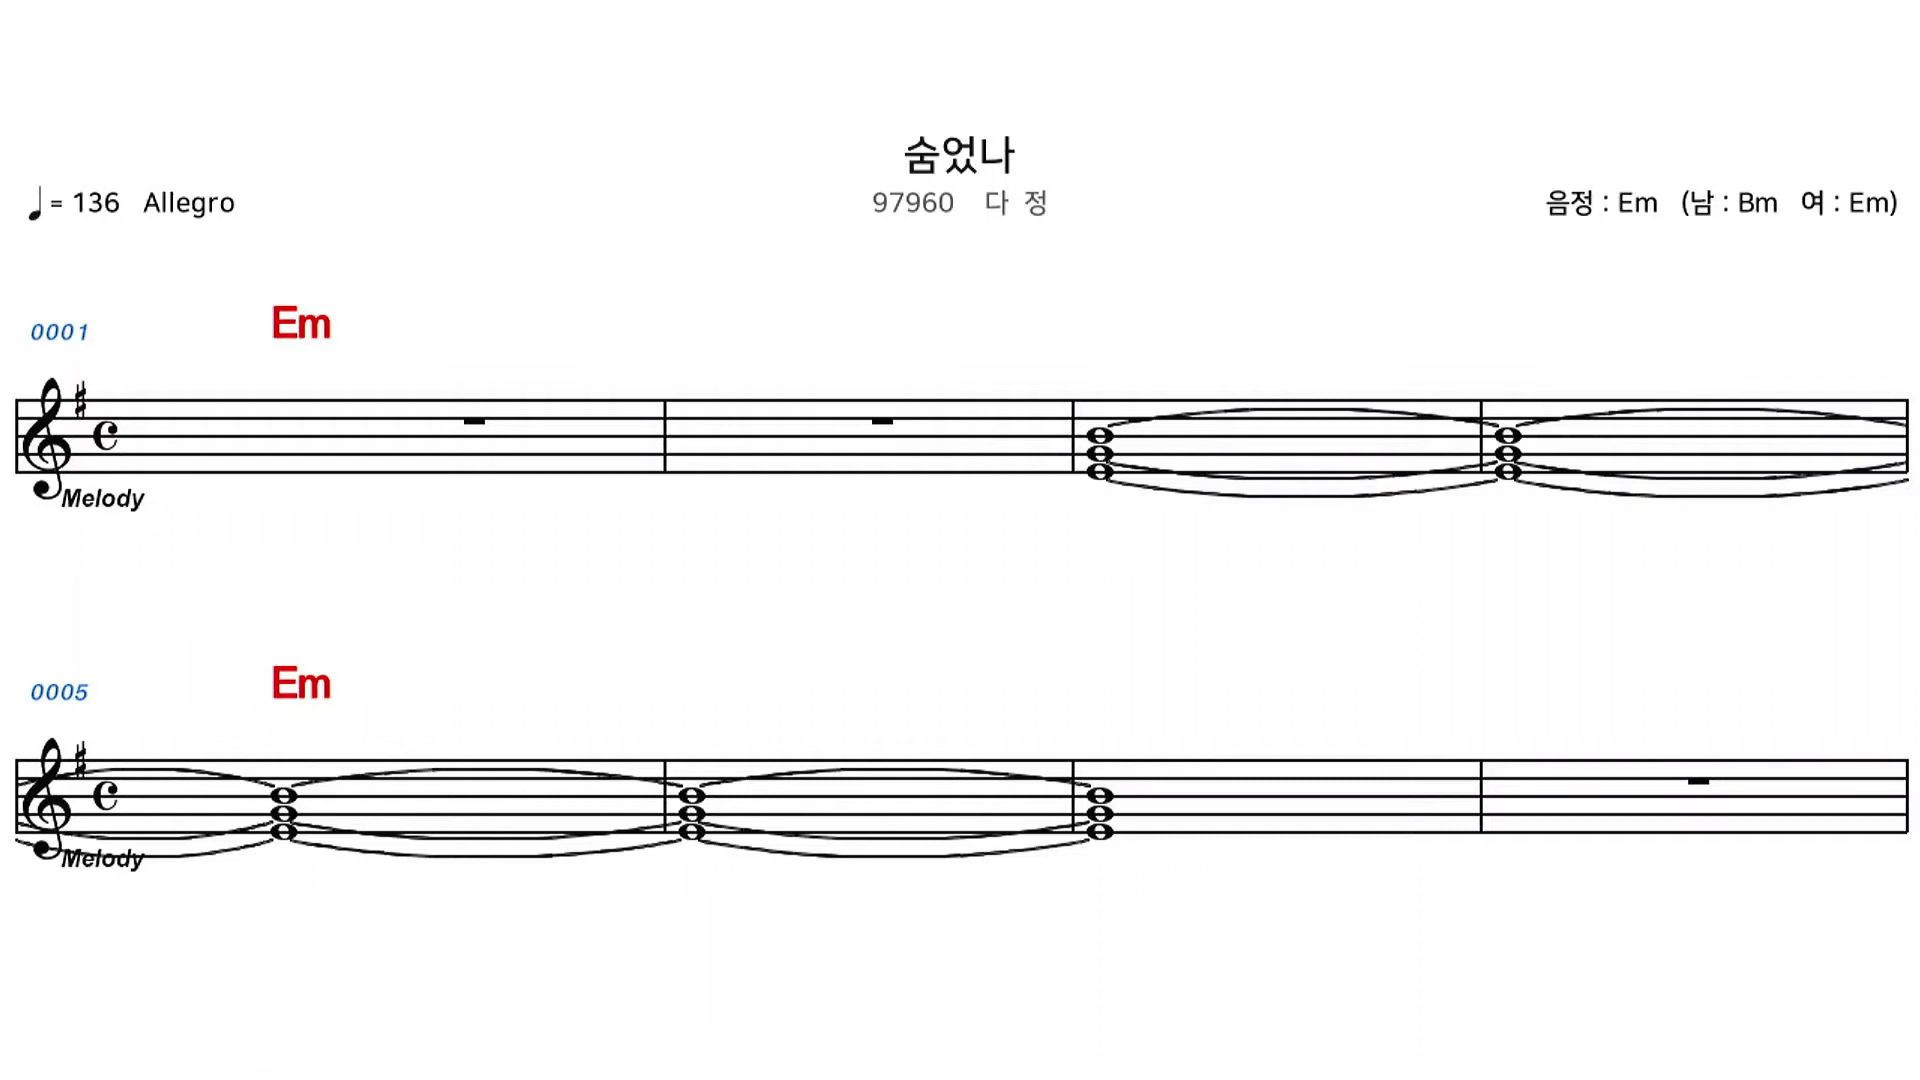 숨었나
♩= 136 Allegro
97960 다 정
음정 : Em (남 : Bm 여 : Em)
0001
Em
Melody
0005
Em
Melody